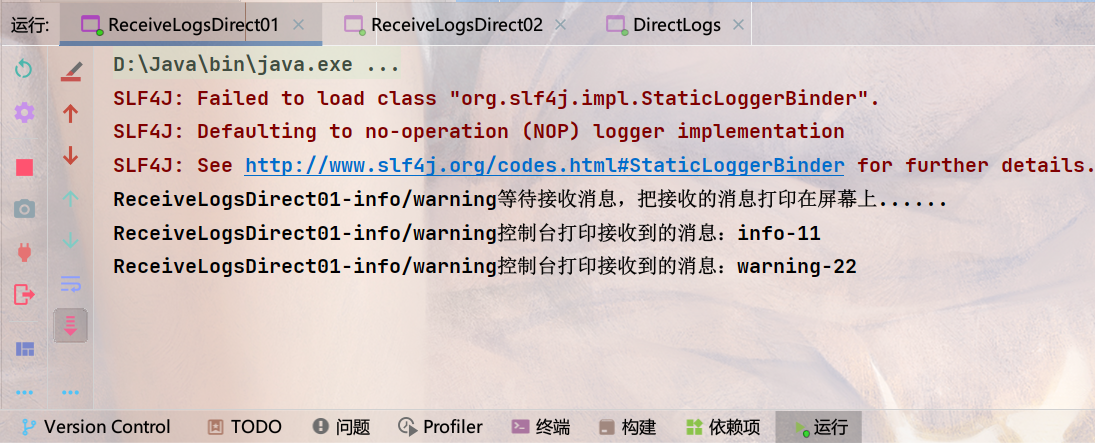 运行: ReceiveLogsDirect01 ReceiveLogsDirect02 DirectLogs
D:\Java\bin\java.exe ...
SLF4J: Failed to load class "org.slf4j.impl.StaticLoggerBinder".
SLF4J: Defaulting to no-operation (NOP) logger implementation
SLF4J: See http://www.slf4j.org/codes.html#StaticLoggerBinder for further details.
ReceiveLogsDirect01-info/warning等待接收消息，把接收的消息打印在屏幕上......
ReceiveLogsDirect01-info/warning控制台打印接收到的消息：info-11
ReceiveLogsDirect01-info/warning控制台打印接收到的消息：warning-22
Version Control TODO 问题 Profiler 终端 构建 依赖项 运行